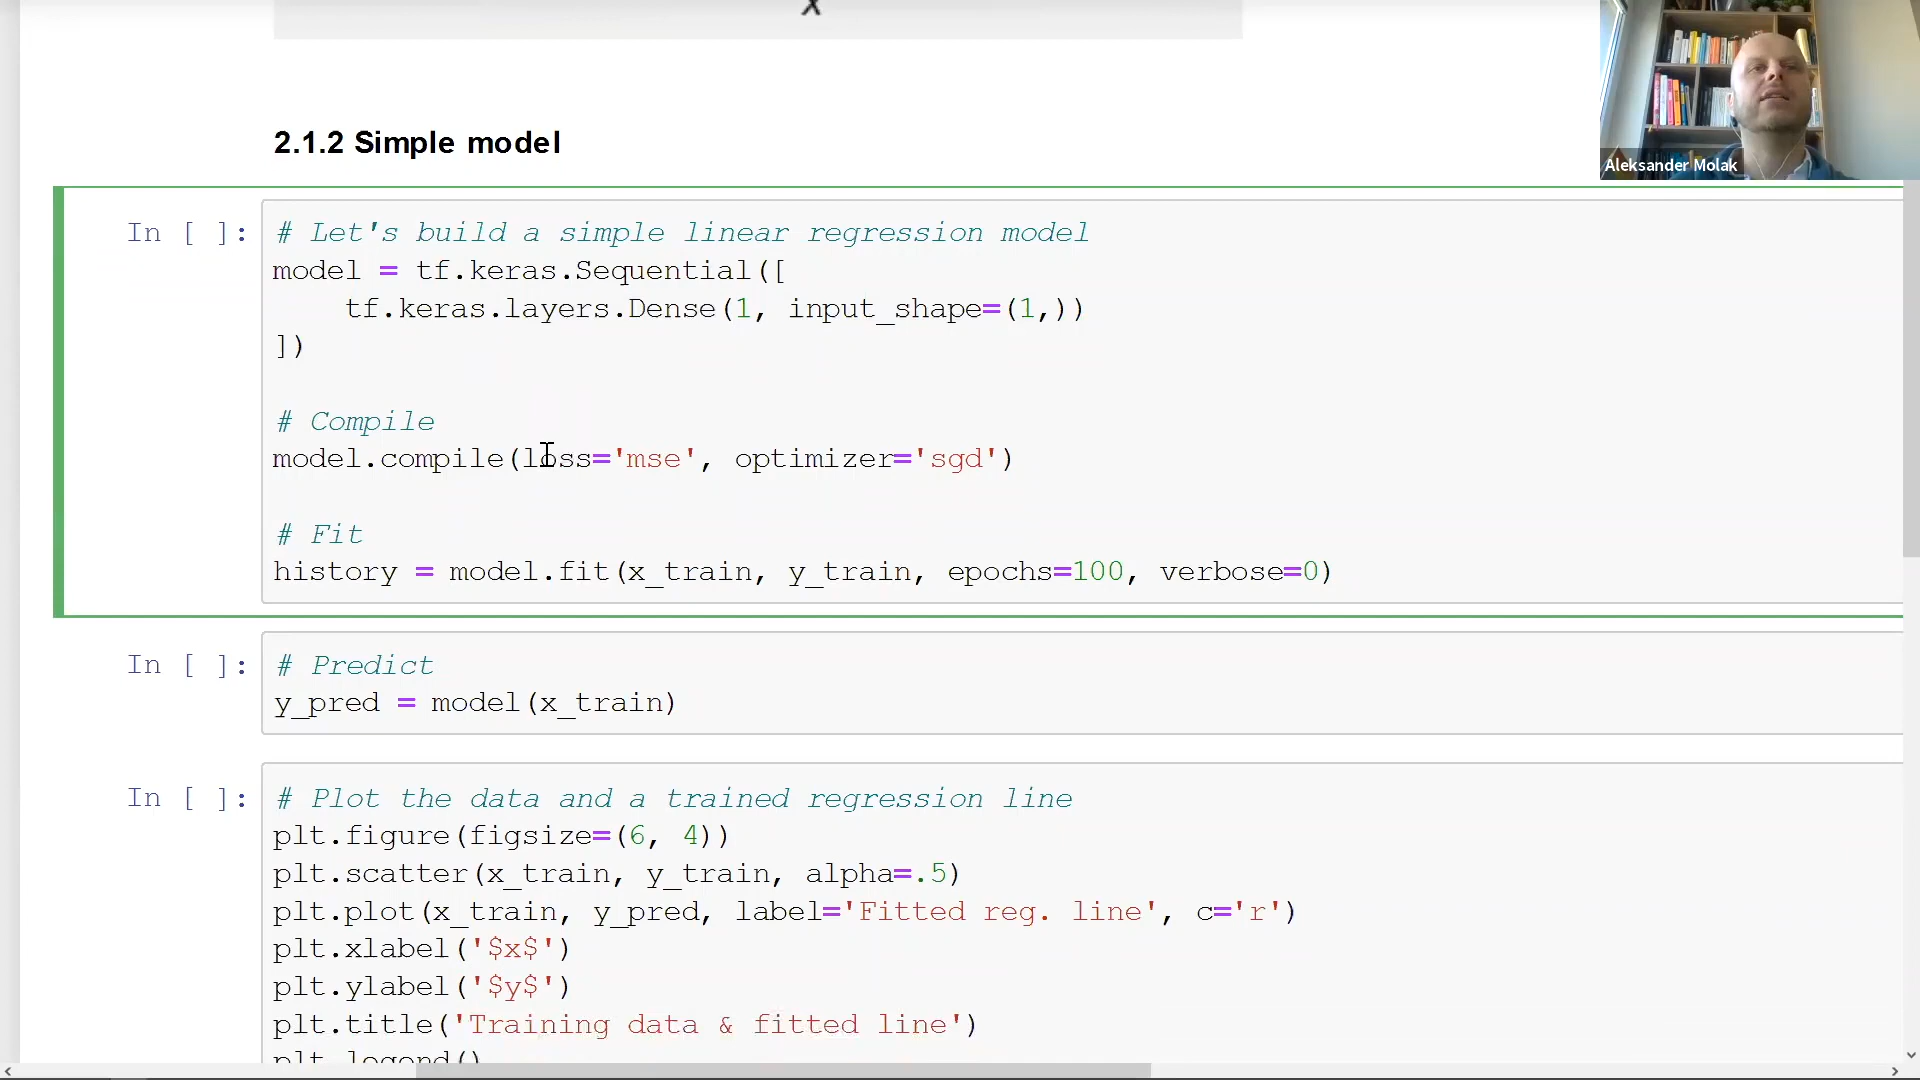 x
Aleksander Molak
2.1.2 Simple model
In [ ]:
# Let's build a simple linear regression model
model = tf.keras.Sequential([
    tf.keras.layers.Dense(1, input_shape=(1,))
])
# Compile
model.compile(loss='mse', optimizer='sgd')
# Fit
history = model.fit(x_train, y_train, epochs=100, verbose=0)
In [ ]:
# Predict
y_pred = model(x_train)
In [ ]:
# Plot the data and a trained regression line
plt.figure(figsize=(6, 4))
plt.scatter(x_train, y_train, alpha=.5)
plt.plot(x_train, y_pred, label='Fitted reg. line', c='r')
plt.xlabel('$x$')
plt.ylabel('$y$')
plt.title('Training data & fitted line')
plt.legend()